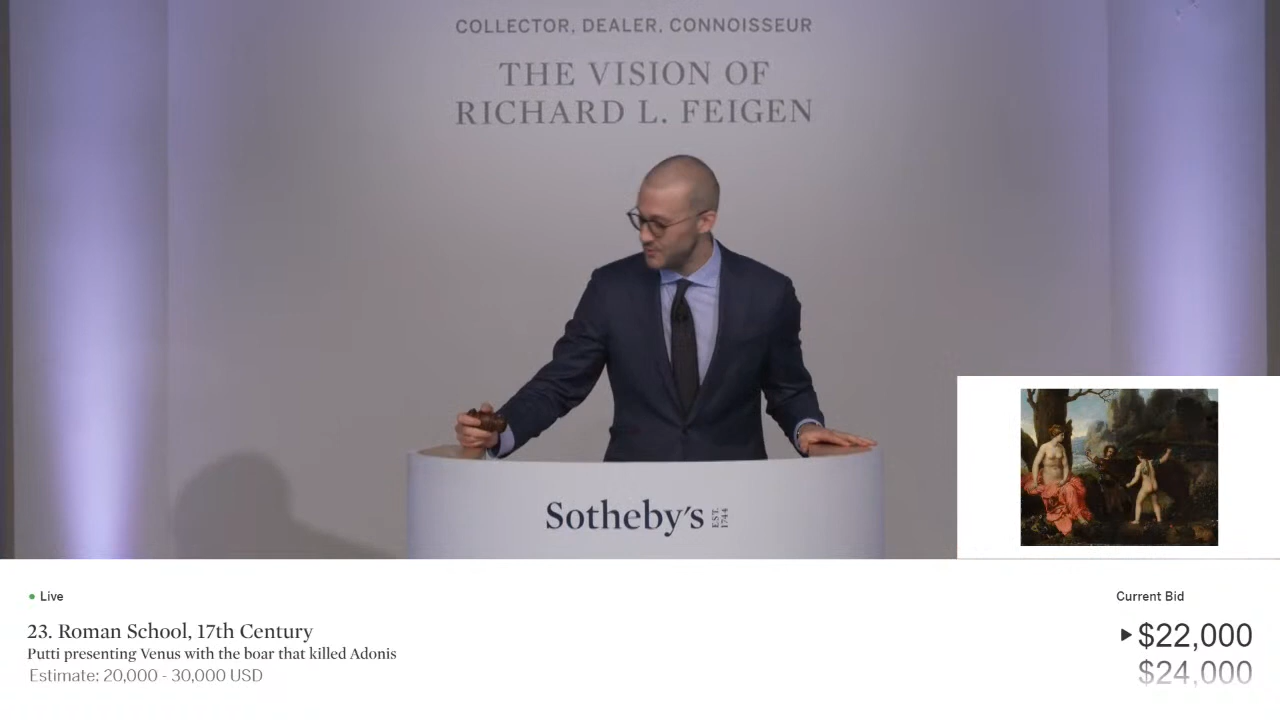 COLLECTOR, DEALER, CONNOISSEUR
THE VISION OF
RICHARD L. FEIGEN
Sotheby's EST. 1744
Live
Current Bid
23. Roman School, 17th Century
$22,000
Putti presenting Venus with the boar that killed Adonis
Estimate: 20,000 - 30,000 USD
$24,000